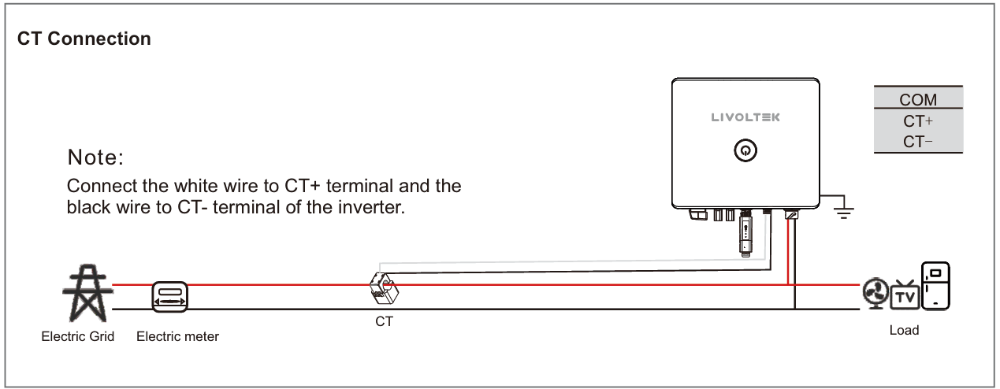 CT Connection
LIVOLTEK
COM
CT+
CT−
Note:
Connect the white wire to CT+ terminal and the
black wire to CT- terminal of the inverter.
TV
CT
Electric Grid
Electric meter
Load